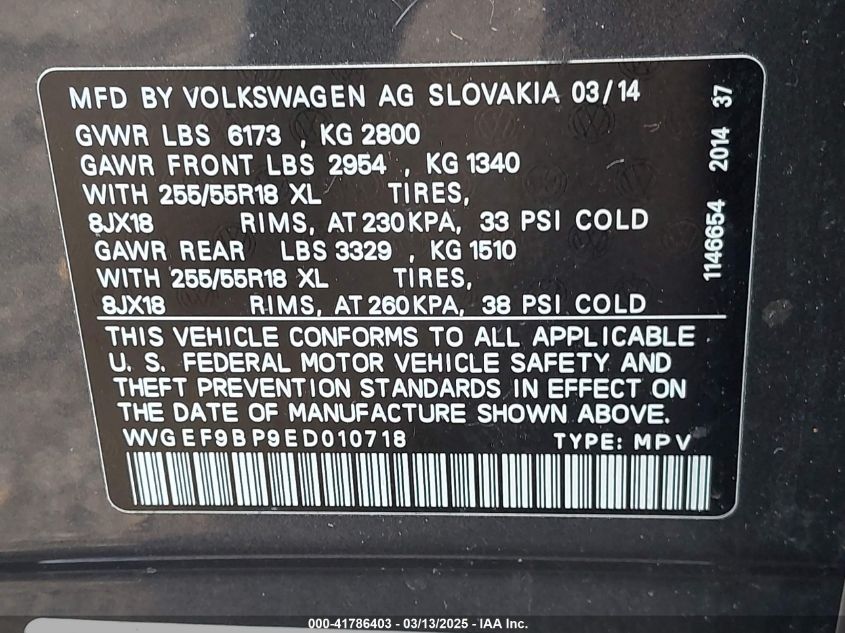 MFD BY VOLKSWAGEN AG SLOVAKIA 03/14
GVWR LBS 6173 , KG 2800
GAWR FRONT LBS 2954 , KG 1340
WITH 255/55R18 XL TIRES,
8JX18 RIMS, AT 230 KPA, 33 PSI COLD
GAWR REAR LBS 3329 , KG 1510
WITH 255/55R18 XL TIRES,
8JX18 RIMS, AT 260 KPA, 38 PSI COLD
THIS VEHICLE CONFORMS TO ALL APPLICABLE
U. S. FEDERAL MOTOR VEHICLE SAFETY AND
THEFT PREVENTION STANDARDS IN EFFECT ON
THE DATE OF MANUFACTURE SHOWN ABOVE.
WVGEF9BP9ED010718 TYPE: MPV
1146654 2014 37
000-41786403 - 03/13/2025 - IAA Inc.